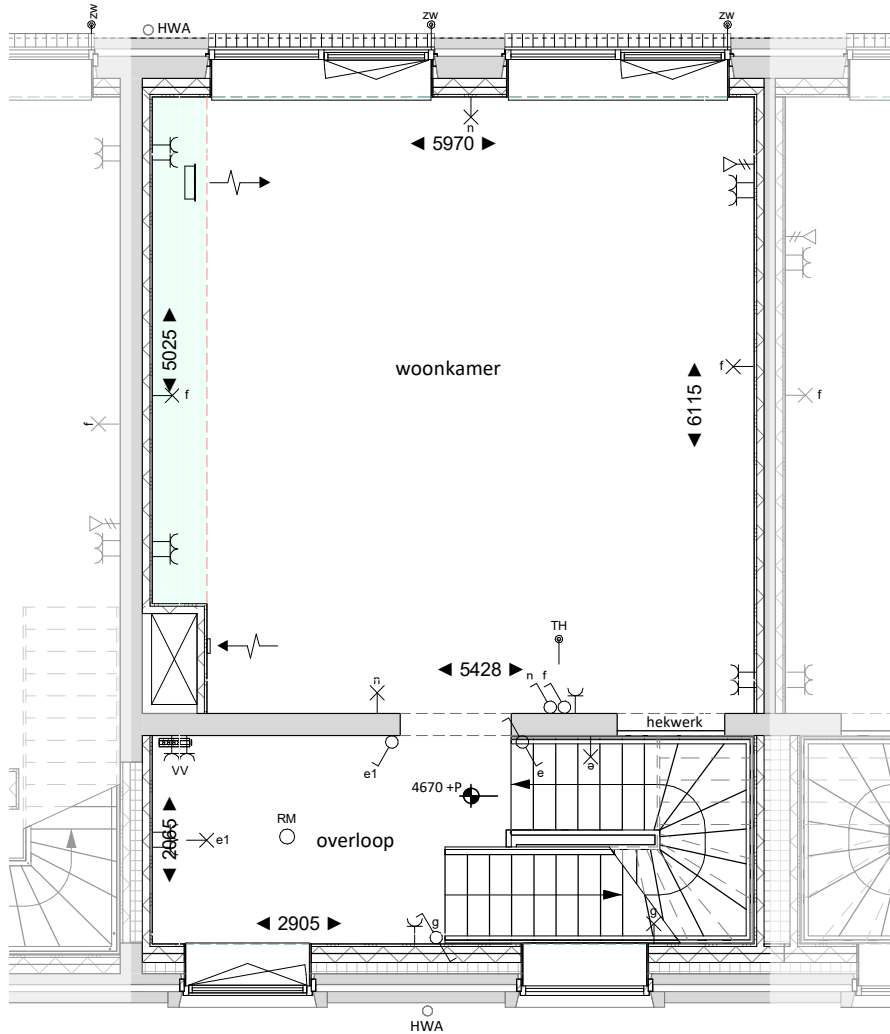 zw
zw
zw
HWA
n
5970
5025
woonkamer
f
f
f
f
6115
TH
5428
n
n f
hekwerk
VV
e1
e
e
4670 +P
RM
2065
e1
overloop
g
2905
g
HWA